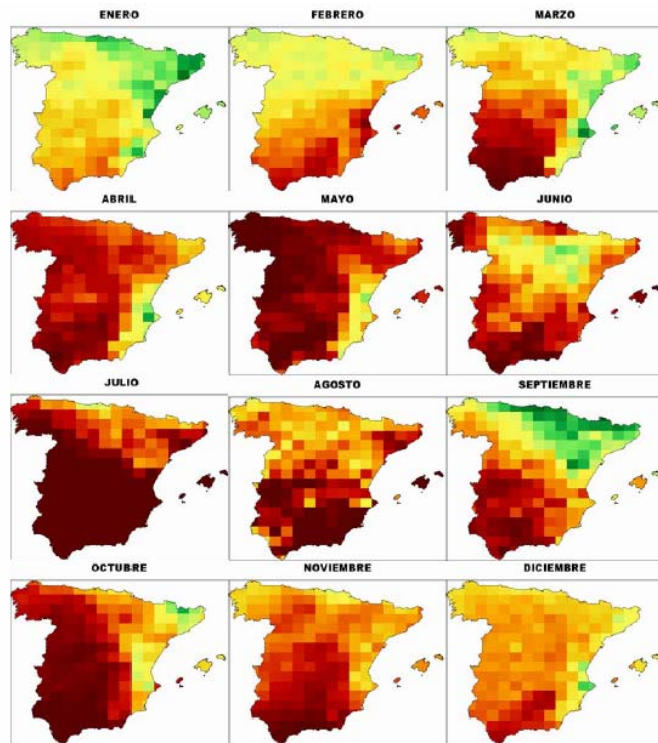 ENERO
FEBRERO
MARZO
ABRIL
MAYO
JUNIO
JULIO
AGOSTO
SEPTIEMBRE
OCTUBRE
NOVIEMBRE
DICIEMBRE